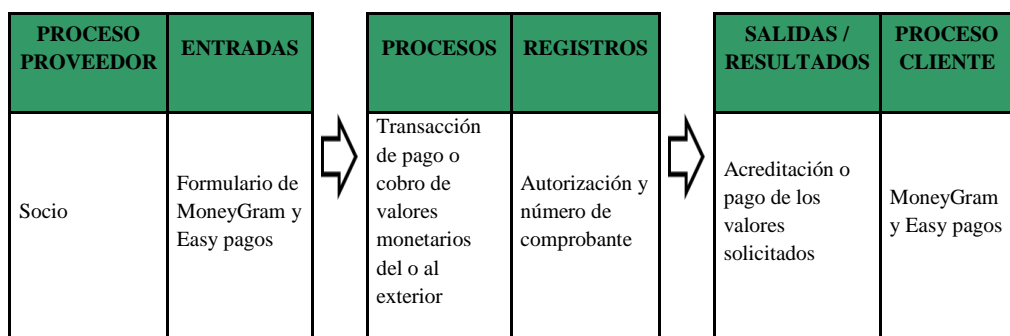 PROCESO
PROVEEDOR
ENTRADAS
PROCESOS
REGISTROS
SALIDAS /
RESULTADOS
PROCESO
CLIENTE
Socio
Formulario de
MoneyGram y
Easy pagos
Transacción
de pago o
cobro de
valores
monetarios
del o al
exterior
Autorización y
número de
comprobante
Acreditación o
pago de los
valores
solicitados
MoneyGram
y Easy pagos